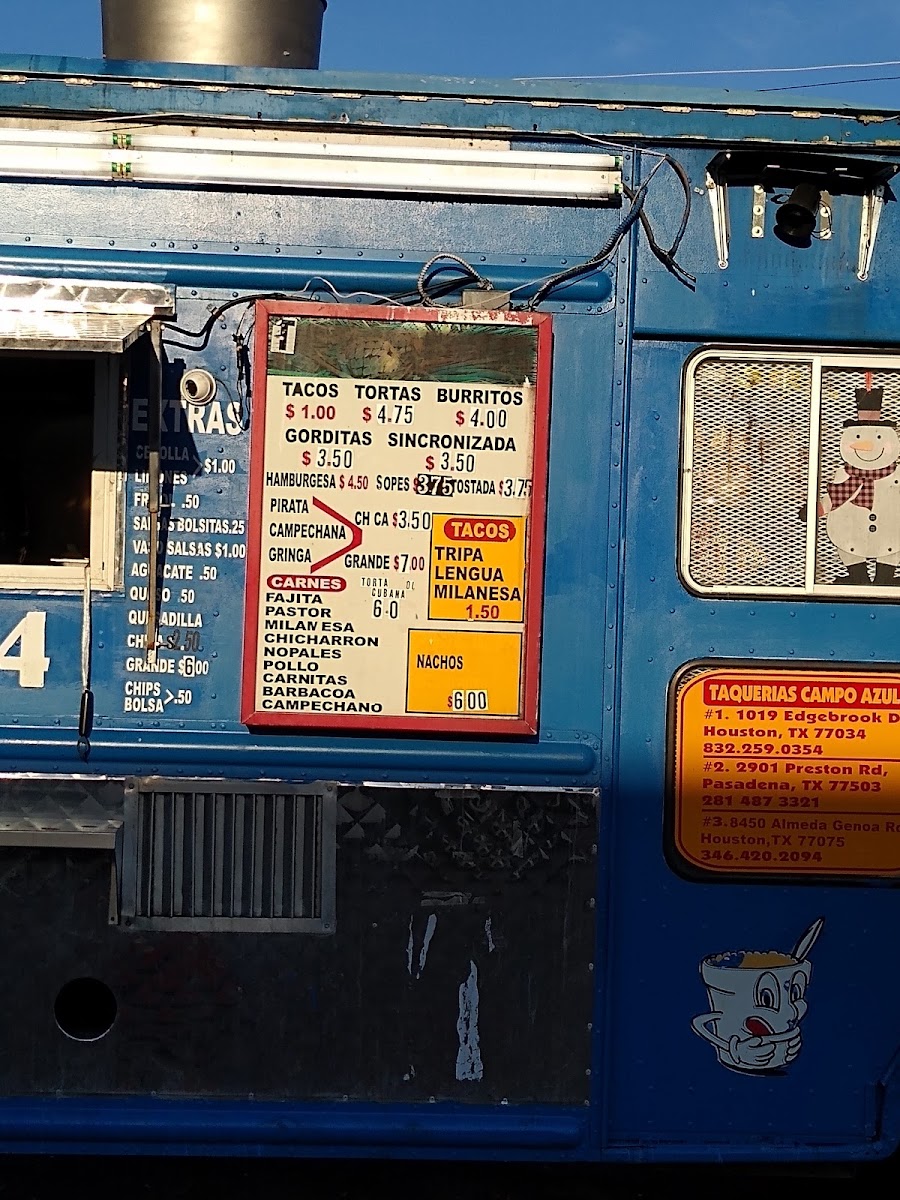 EXTRAS
$1.00
LIMONES
.50
BOLSITAS.25
SALSAS $1.00
.50
.50
QUESADILLA
CHICA $2.50
GRANDE $6.00
CHIPS
BOLSA >.50
4
TACOS TORTAS BURRITOS
$1.00 $4.75 $4.00
GORDITAS SINCRONIZADA
$3.50 $3.50
HAMBURGESA $4.50 SOPES $3.75 TOSTADA $3.75
PIRATA
CAMPECHANA
GRINGA
CH CA $3.50
GRANDE $7.00
TACOS
TRIPA
LENGUA
MILANESA
1.50
CARNES
FAJITA
PASTOR
MILANESA
CHICHARRON
NOPALES
POLLO
CARNITAS
BARBACOA
CAMPECHANO
TORTA
CUBANA
6 0
NACHOS
$6.00
TAQUERIAS CAMPO AZUL
#1. 1019 Edgebrook D
Houston, TX 77034
832.259.0354
#2. 2901 Preston Rd,
Pasadena, TX 77503
281 487 3321
#3.8450 Almeda Genoa Rd
Houston,TX 77075
346.420.2094